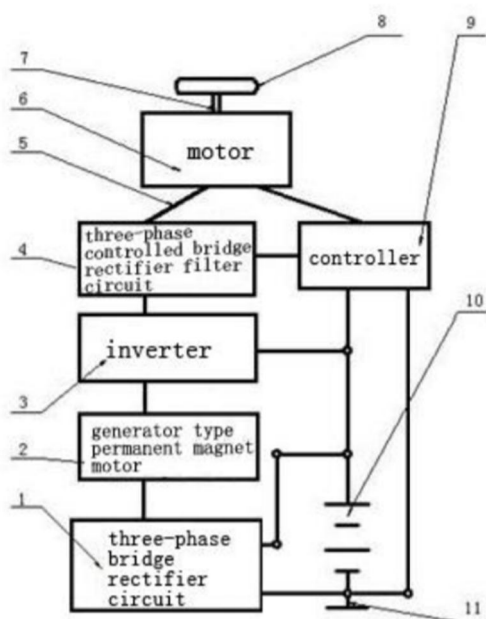 8
9
7
6
motor
5
three-phase
controlled bridge
rectifier filter
circuit
4
controller
10
inverter
3
generator type
permanent magnet
motor
2
1
three-phase
bridge
rectifier
circuit
11